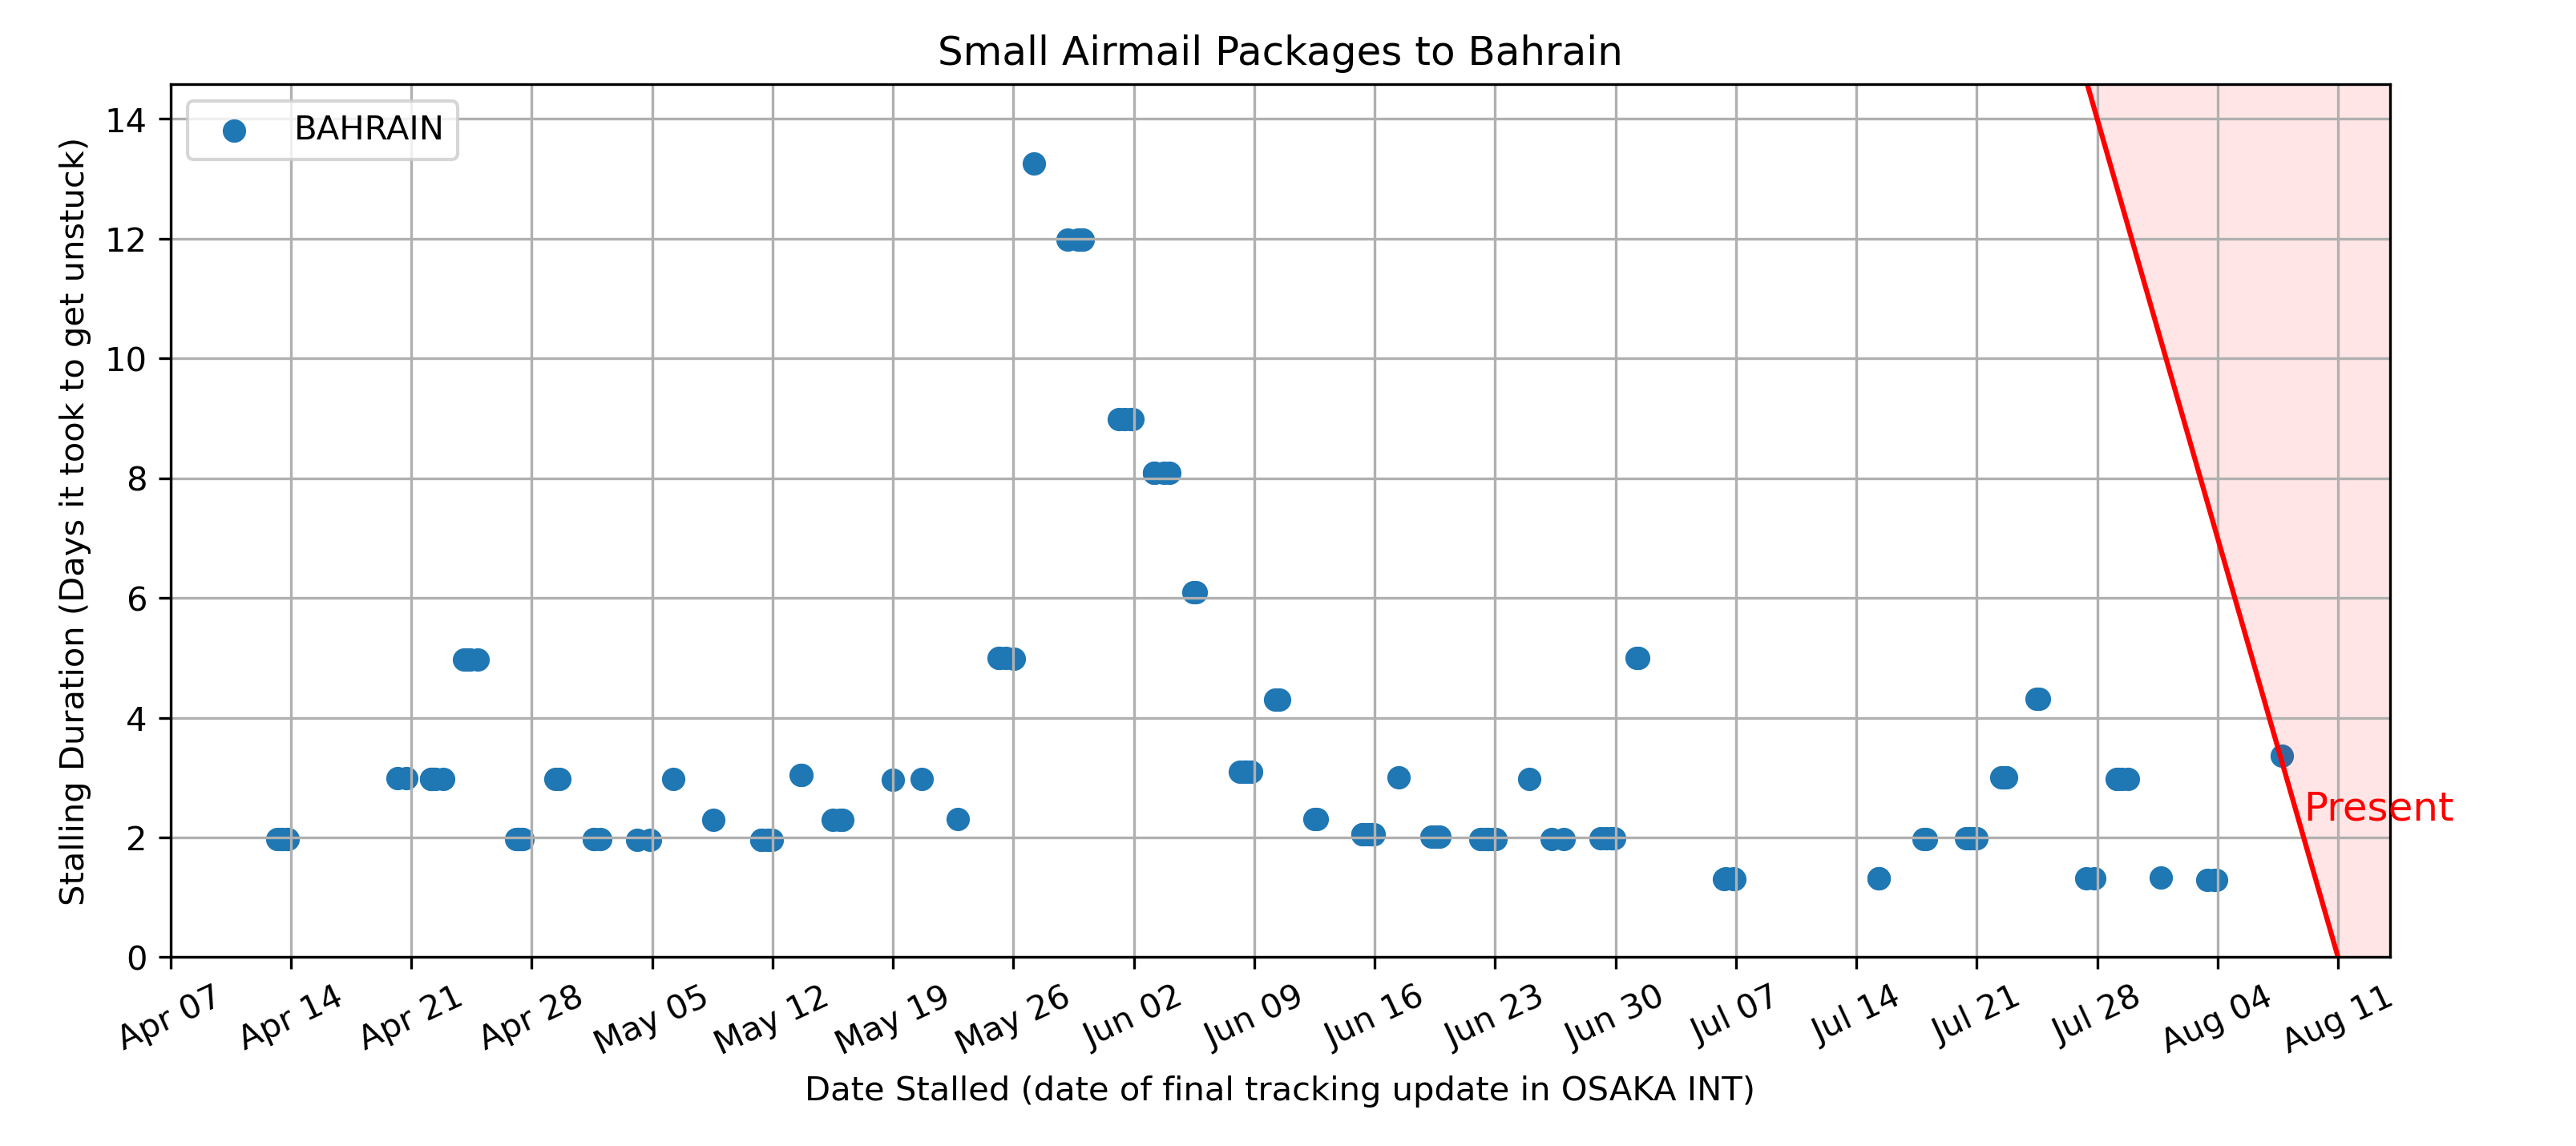 Small Airmail Packages to Bahrain
BAHRAIN
Stalling Duration (Days it took to get unstuck)
14
12
10
8
6
4
2
0
Present
Apr 07
Apr 14
Apr 21
Apr 28
May 05
May 12
May 19
May 26
Jun 02
Jun 09
Jun 16
Jun 23
Jun 30
Jul 07
Jul 14
Jul 21
Jul 28
Aug 04
Aug 11
Date Stalled (date of final tracking update in OSAKA INT)